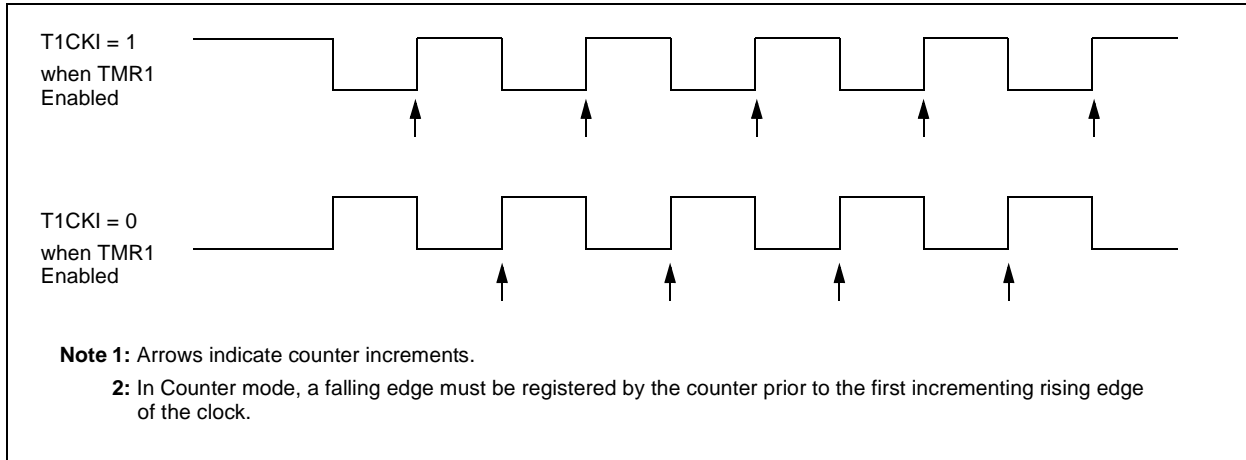 T1CKI = 1
when TMR1
Enabled
T1CKI = 0
when TMR1
Enabled
Note 1: Arrows indicate counter increments.
2: In Counter mode, a falling edge must be registered by the counter prior to the first incrementing rising edge
of the clock.